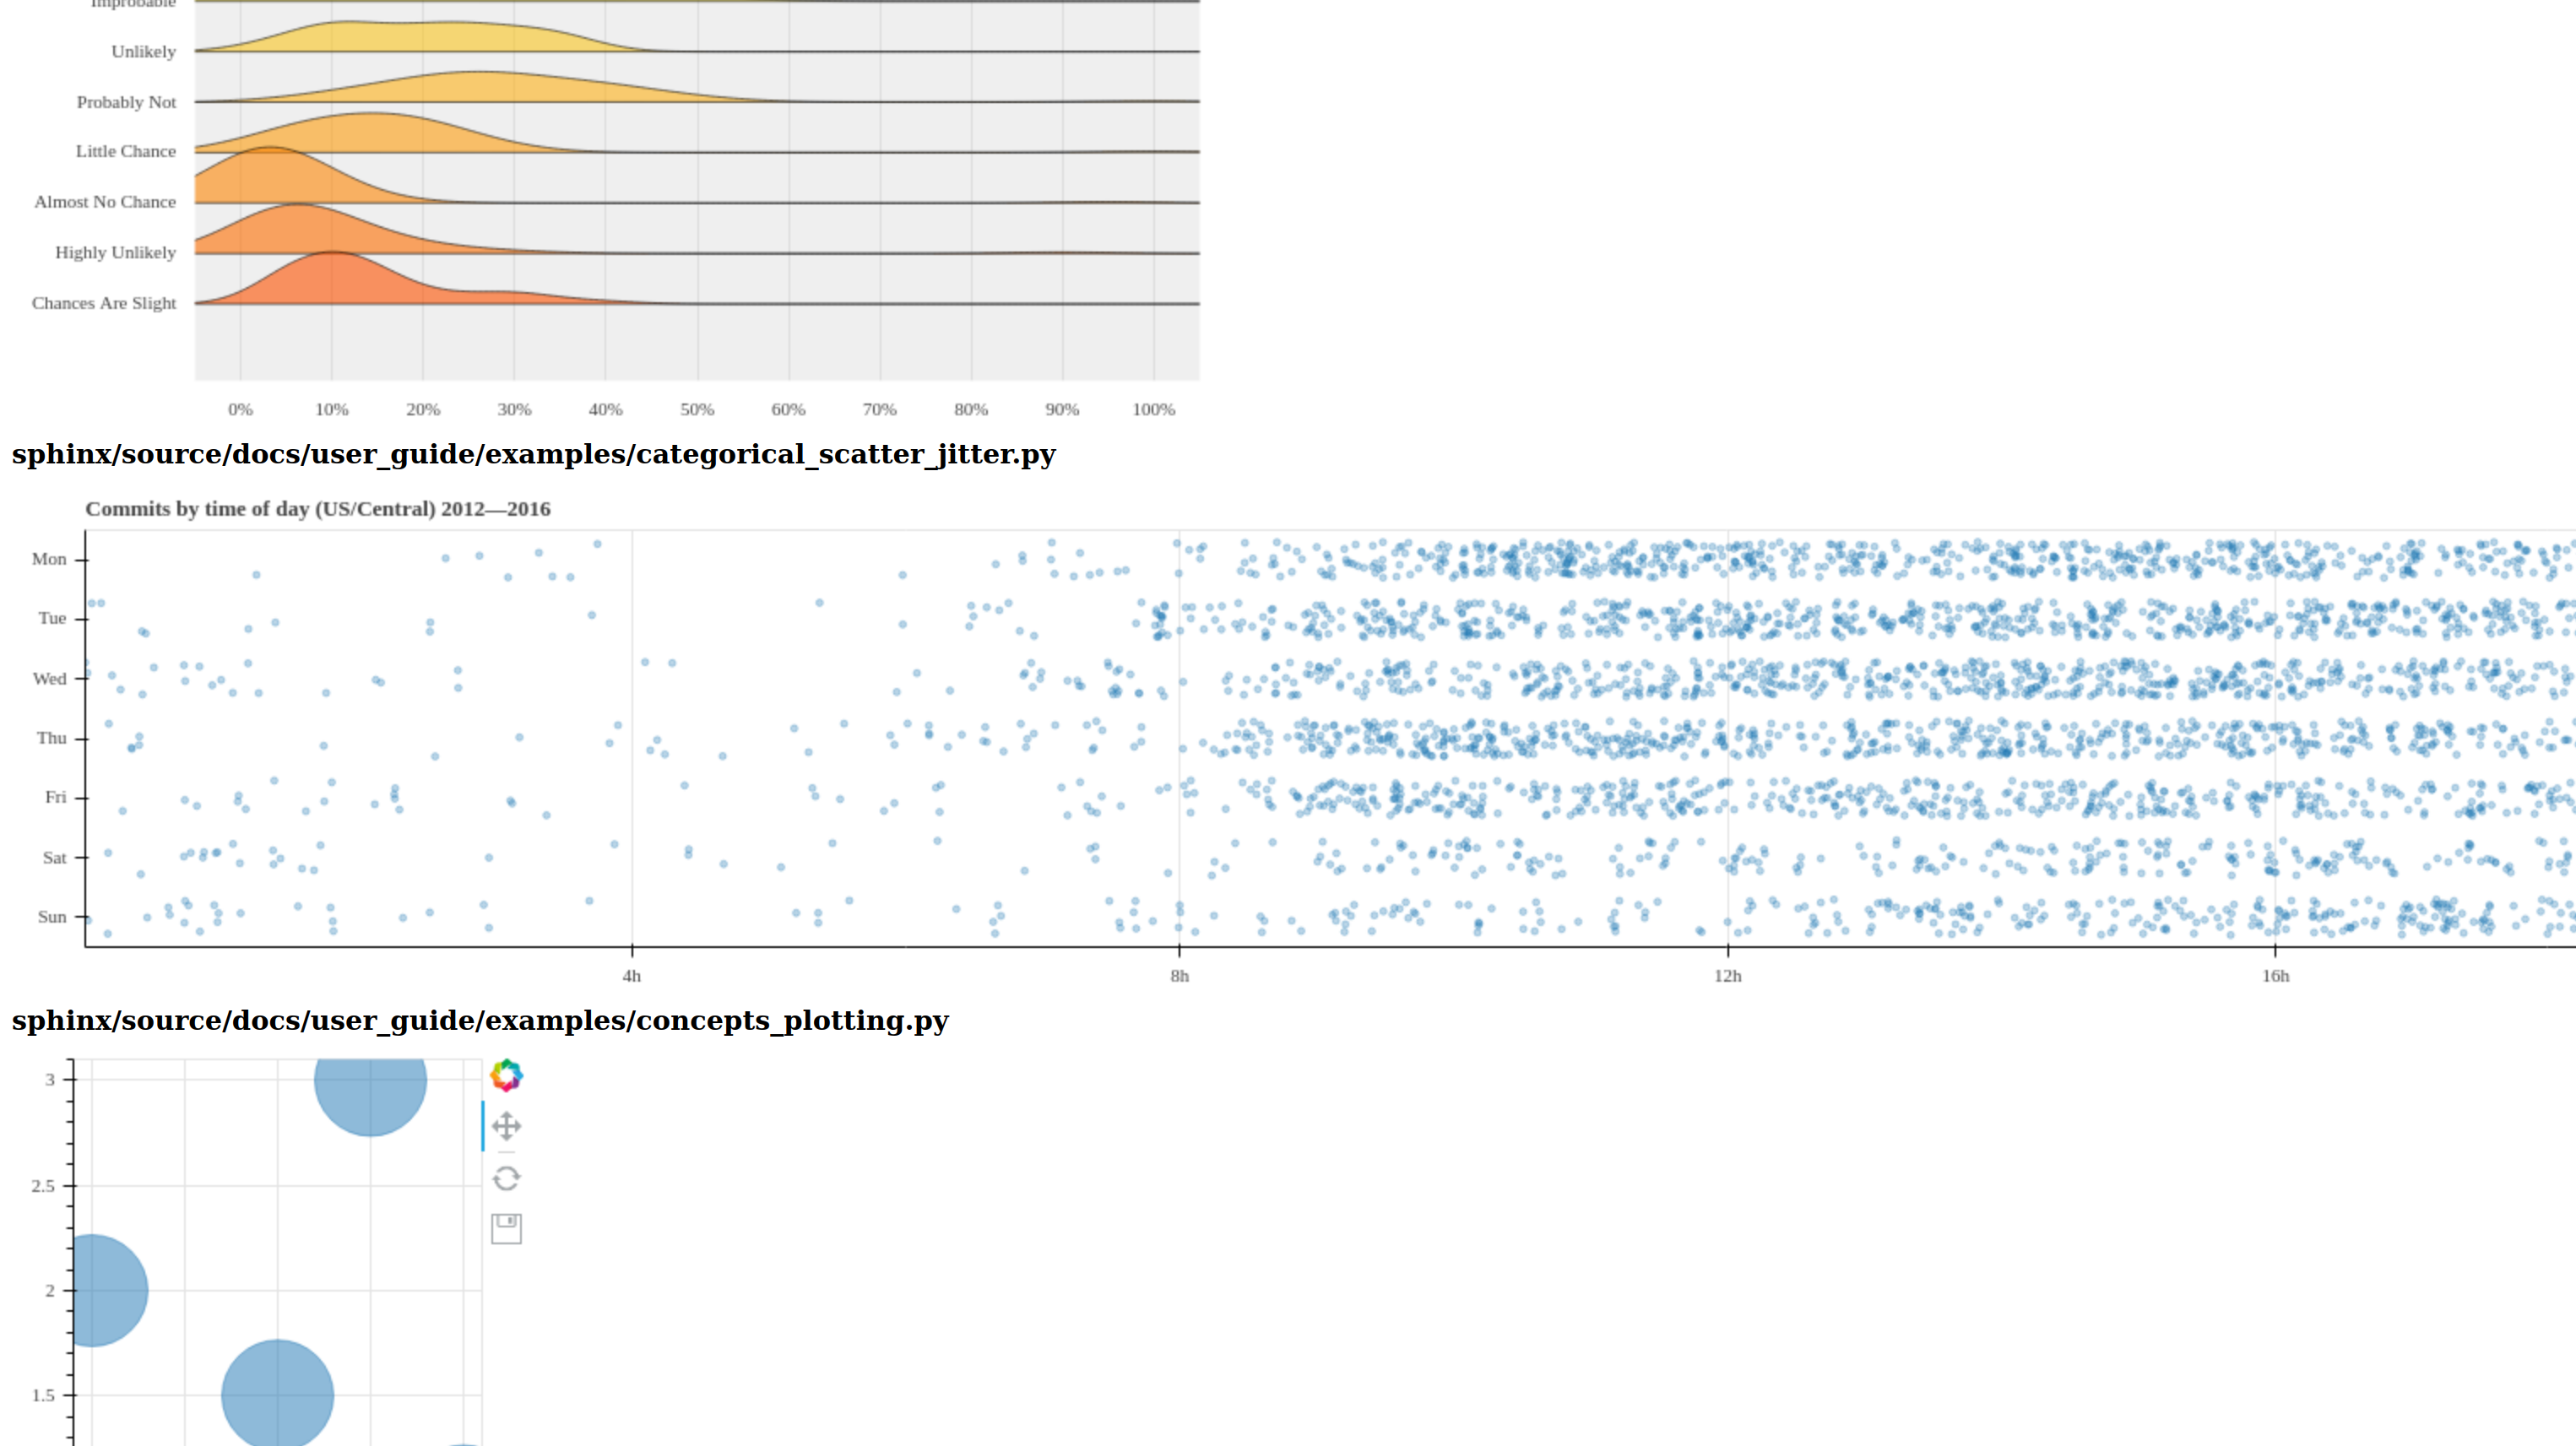 Improbable
Unlikely
Probably Not
Little Chance
Almost No Chance
Highly Unlikely
Chances Are Slight
0% 10% 20% 30% 40% 50% 60% 70% 80% 90% 100%
sphinx/source/docs/user_guide/examples/categorical_scatter_jitter.py
Commits by time of day (US/Central) 2012—2016
Mon
Tue
Wed
Thu
Fri
Sat
Sun
4h 8h 12h 16h
sphinx/source/docs/user_guide/examples/concepts_plotting.py
3
2.5
2
1.5